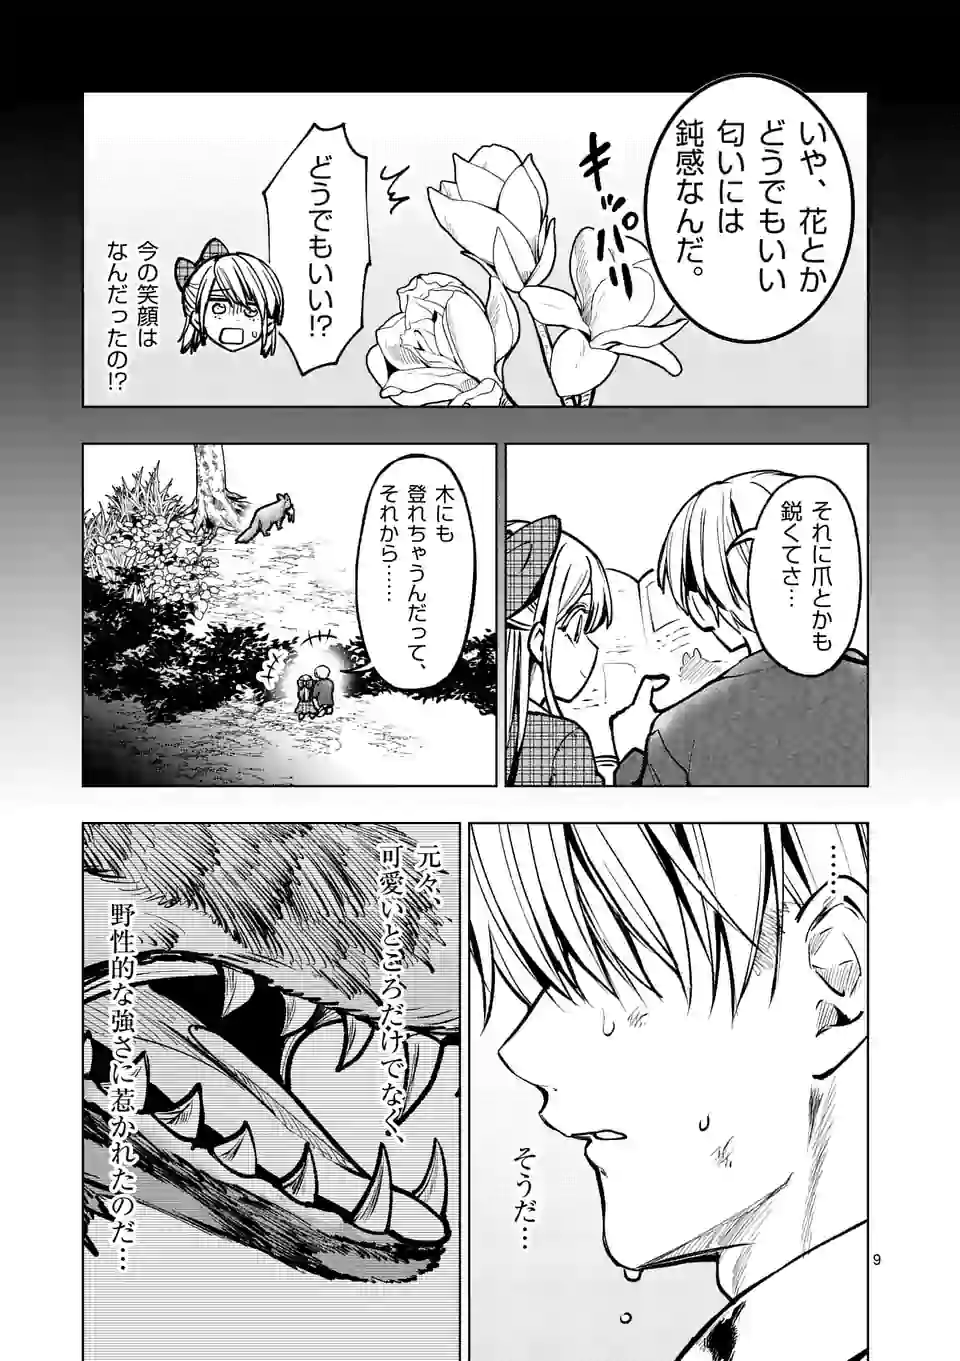 いや、花とか
どうでもいい
匂いには
鈍感なんだ。
キッパリ
どうでもいい!?
今の笑顔は
なんだったの!?
それに爪とかも
鋭くてさ…
木にも
登れちゃうんだって、
それから……
……
そうだ…
元々、
可愛いところだけでなく、
野性的な強さに惹かれたのだ…
9